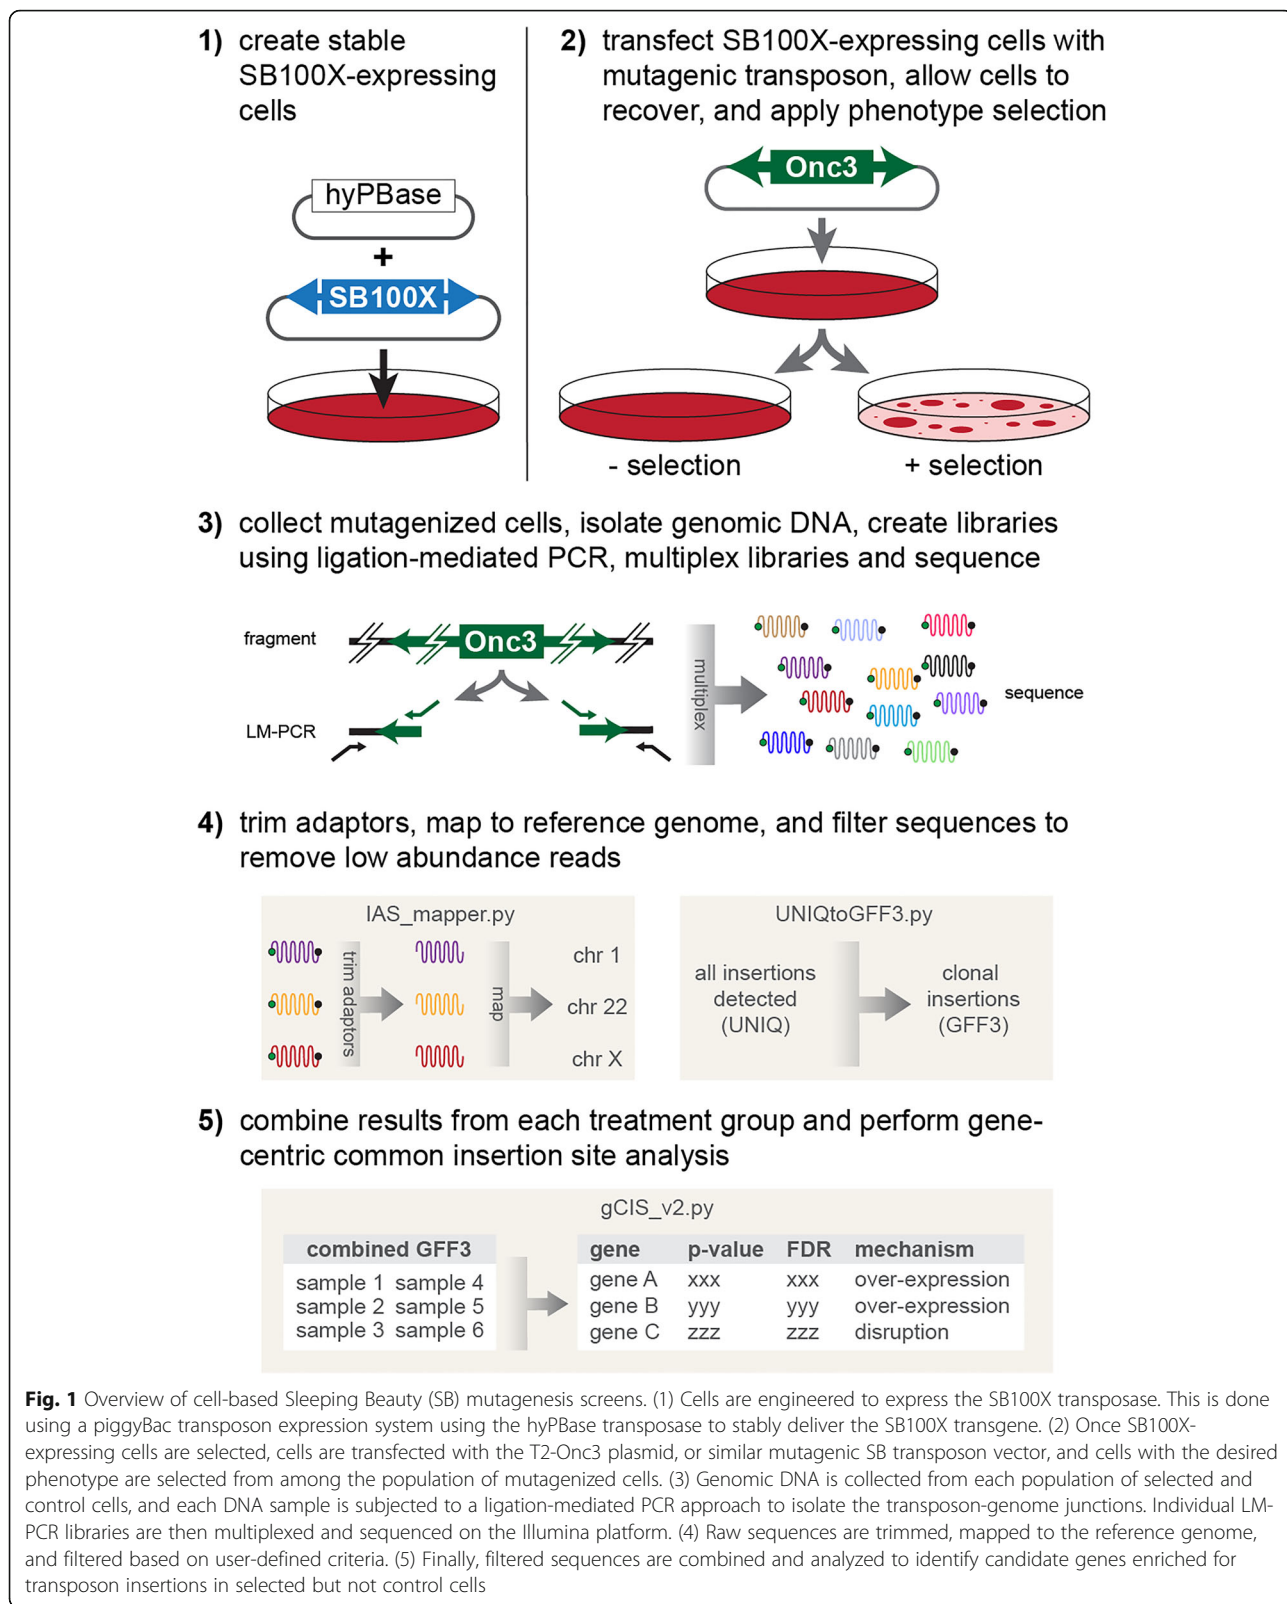 1) create stable
SB100X-expressing
cells
hyPBase
+
SB100X
2) transfect SB100X-expressing cells with
mutagenic transposon, allow cells to
recover, and apply phenotype selection
Onc3
- selection
+ selection
3) collect mutagenized cells, isolate genomic DNA, create libraries
using ligation-mediated PCR, multiplex libraries and sequence
fragment
Onc3
LM-PCR
multiplex
sequence
4) trim adaptors, map to reference genome, and filter sequences to
remove low abundance reads
IAS_mapper.py
trim adaptors
map
chr 1
chr 22
chr X
UNIQtoGFF3.py
all insertions
detected
(UNIQ)
clonal
insertions
(GFF3)
5) combine results from each treatment group and perform gene-
centric common insertion site analysis
gCIS_v2.py
combined GFF3
sample 1 sample 4
sample 2 sample 5
sample 3 sample 6
gene p-value FDR mechanism
gene A xxx xxx over-expression
gene B yyy yyy over-expression
gene C zzz zzz disruption
Fig. 1 Overview of cell-based Sleeping Beauty (SB) mutagenesis screens. (1) Cells are engineered to express the SB100X transposase. This is done
using a piggyBac transposon expression system using the hyPBase transposase to stably deliver the SB100X transgene. (2) Once SB100X-
expressing cells are selected, cells are transfected with the T2-Onc3 plasmid, or similar mutagenic SB transposon vector, and cells with the desired
phenotype are selected from among the population of mutagenized cells. (3) Genomic DNA is collected from each population of selected and
control cells, and each DNA sample is subjected to a ligation-mediated PCR approach to isolate the transposon-genome junctions. Individual LM-
PCR libraries are then multiplexed and sequenced on the Illumina platform. (4) Raw sequences are trimmed, mapped to the reference genome,
and filtered based on user-defined criteria. (5) Finally, filtered sequences are combined and analyzed to identify candidate genes enriched for
transposon insertions in selected but not control cells